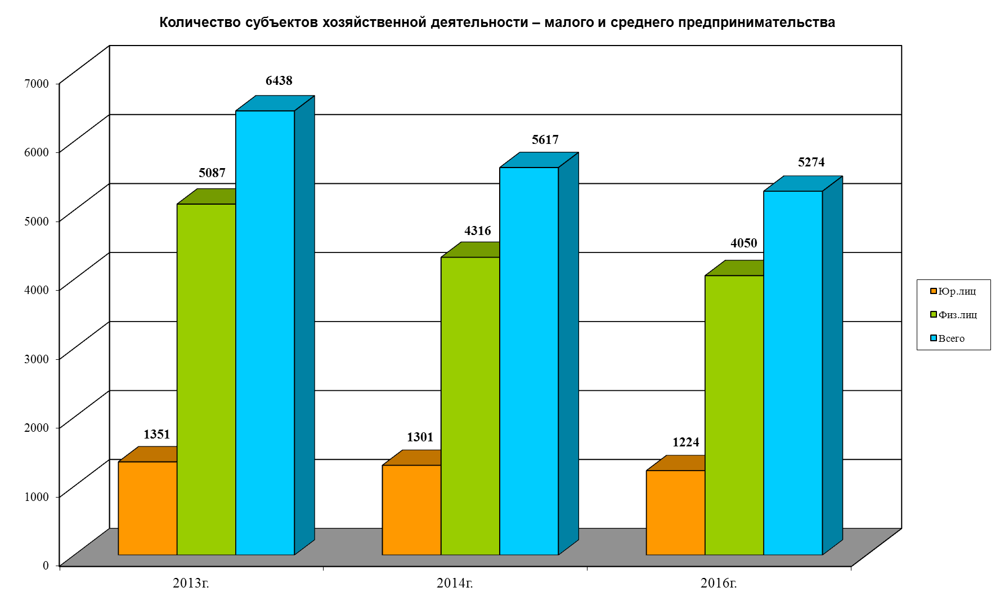 Количество субъектов хозяйственной деятельности – малого и среднего предпринимательства
7000
6000
5000
4000
3000
2000
1000
0
1351
5087
6438
1301
4316
5617
1224
4050
5274
2013г.
2014г.
2016г.
Юр.лиц
Физ.лиц
Всего